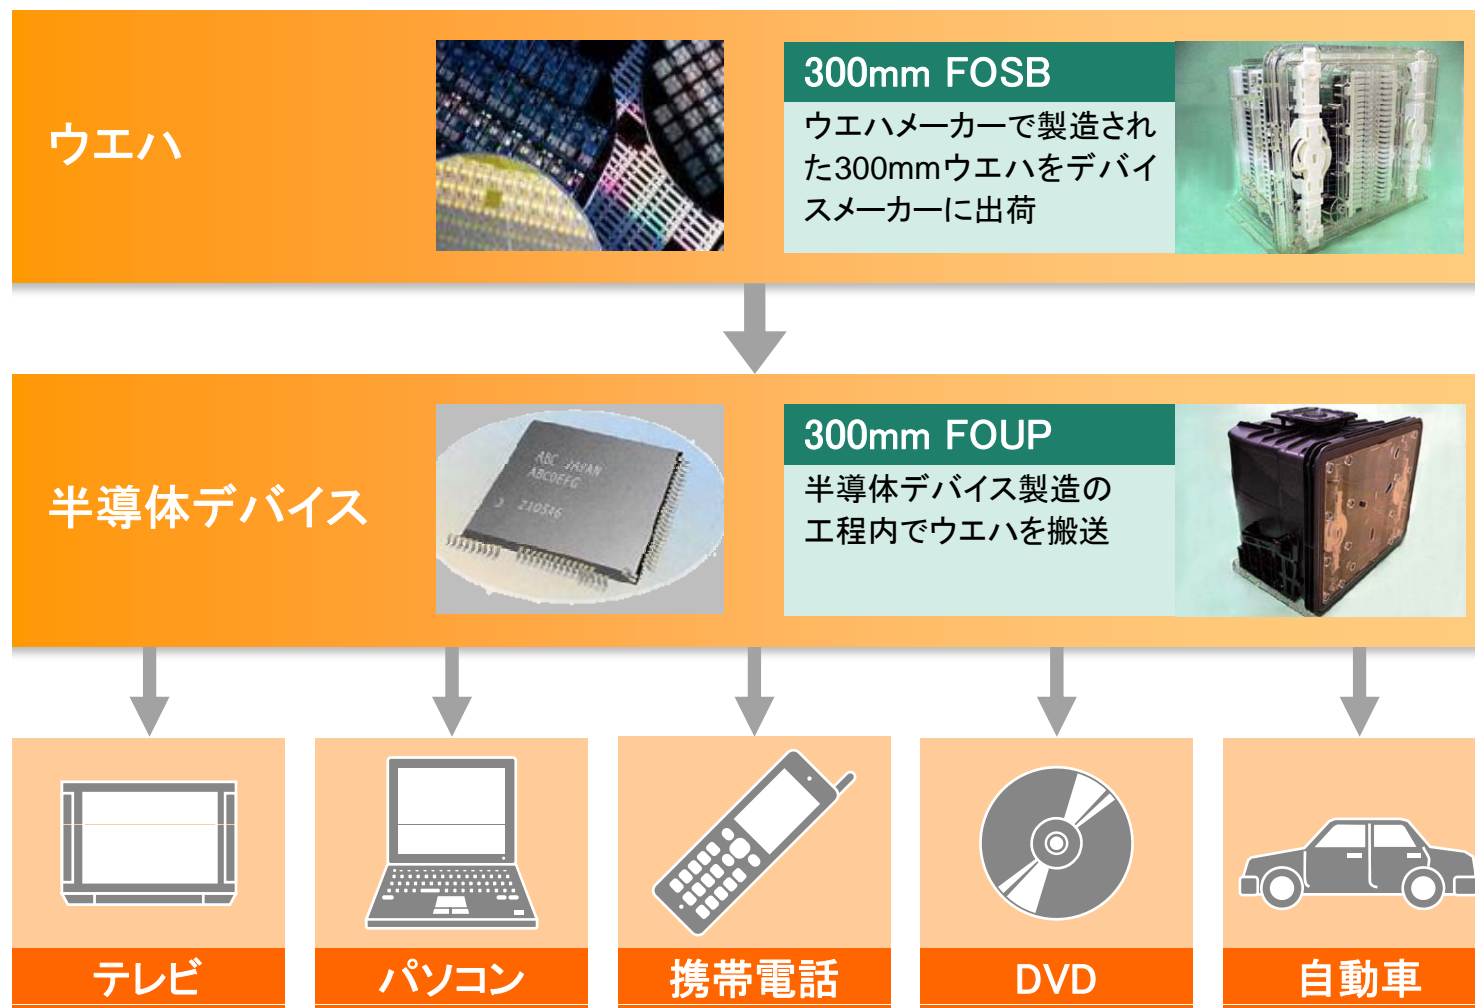 ウエハ
300mm FOSB
ウエハメーカーで製造され
た300mmウエハをデバイ
スメーカーに出荷
半導体デバイス
ABC JAPAN
ABCDEFG
210546
300mm FOUP
半導体デバイス製造の
工程内でウエハを搬送
テレビ
パソコン
携帯電話
DVD
自動車